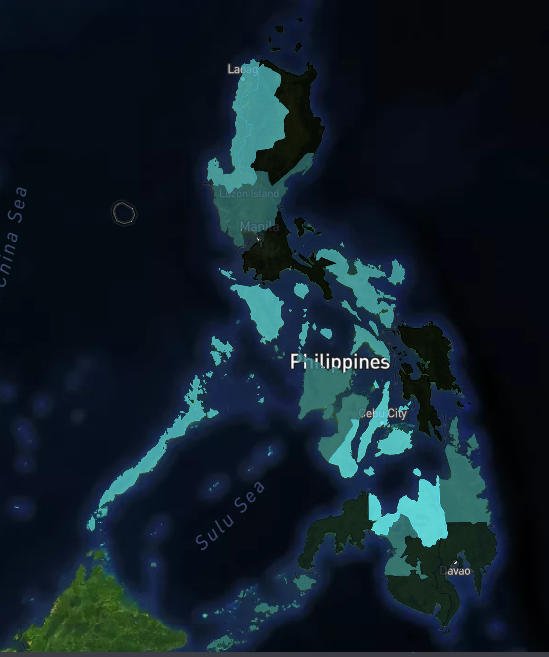 Laoag
Luzon Island
Manila
China Sea
Philippines
Cebu City
Sulu Sea
Davao